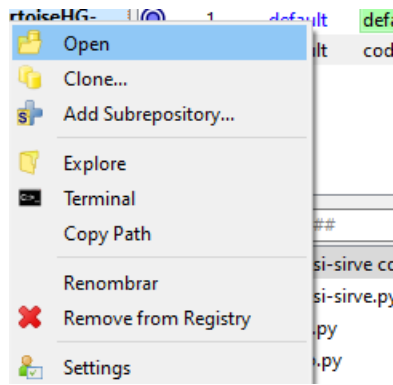 rtoiseHG- 1 default defa
Open ult cod
Clone...
Add Subrepository...
Explore
Terminal
Copy Path ##
si-sirve co
Renombrar si-sirve.py
Remove from Registry .py
Settings .py